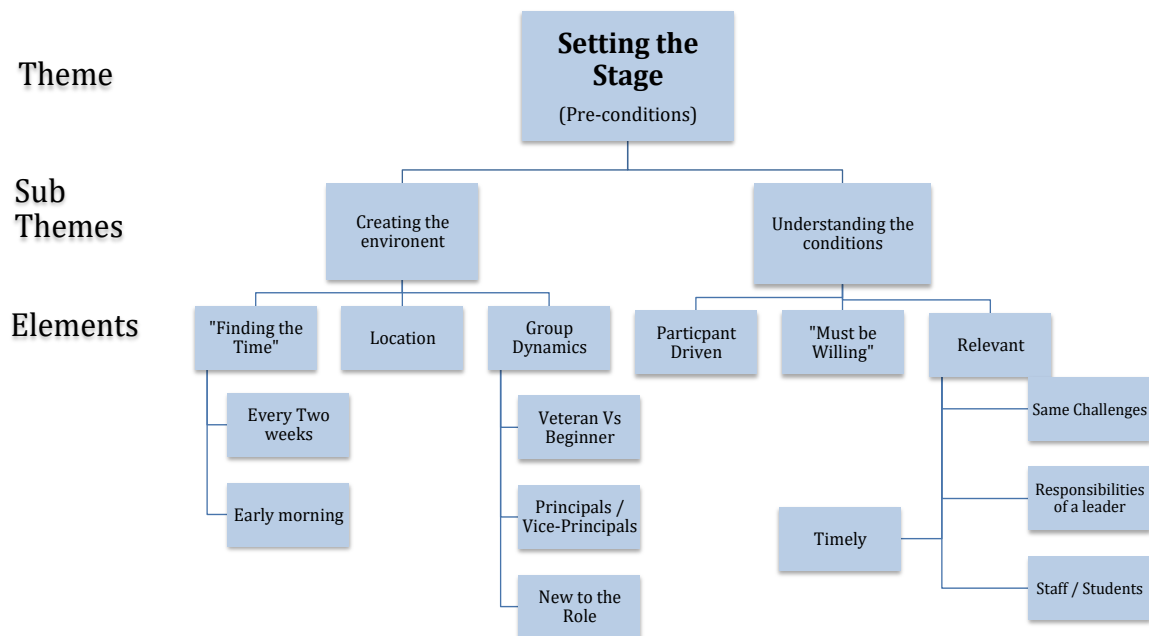 Theme
Setting the
Stage
(Pre-conditions)
Sub
Themes
Creating the
environent
Understanding the
conditions
Elements
"Finding the
Time"
Location
Group
Dynamics
Particpant
Driven
"Must be
Willing"
Relevant
Every Two
weeks
Early morning
Veteran Vs
Beginner
Principals /
Vice-Principals
New to the
Role
Timely
Same Challenges
Responsibilities
of a leader
Staff / Students